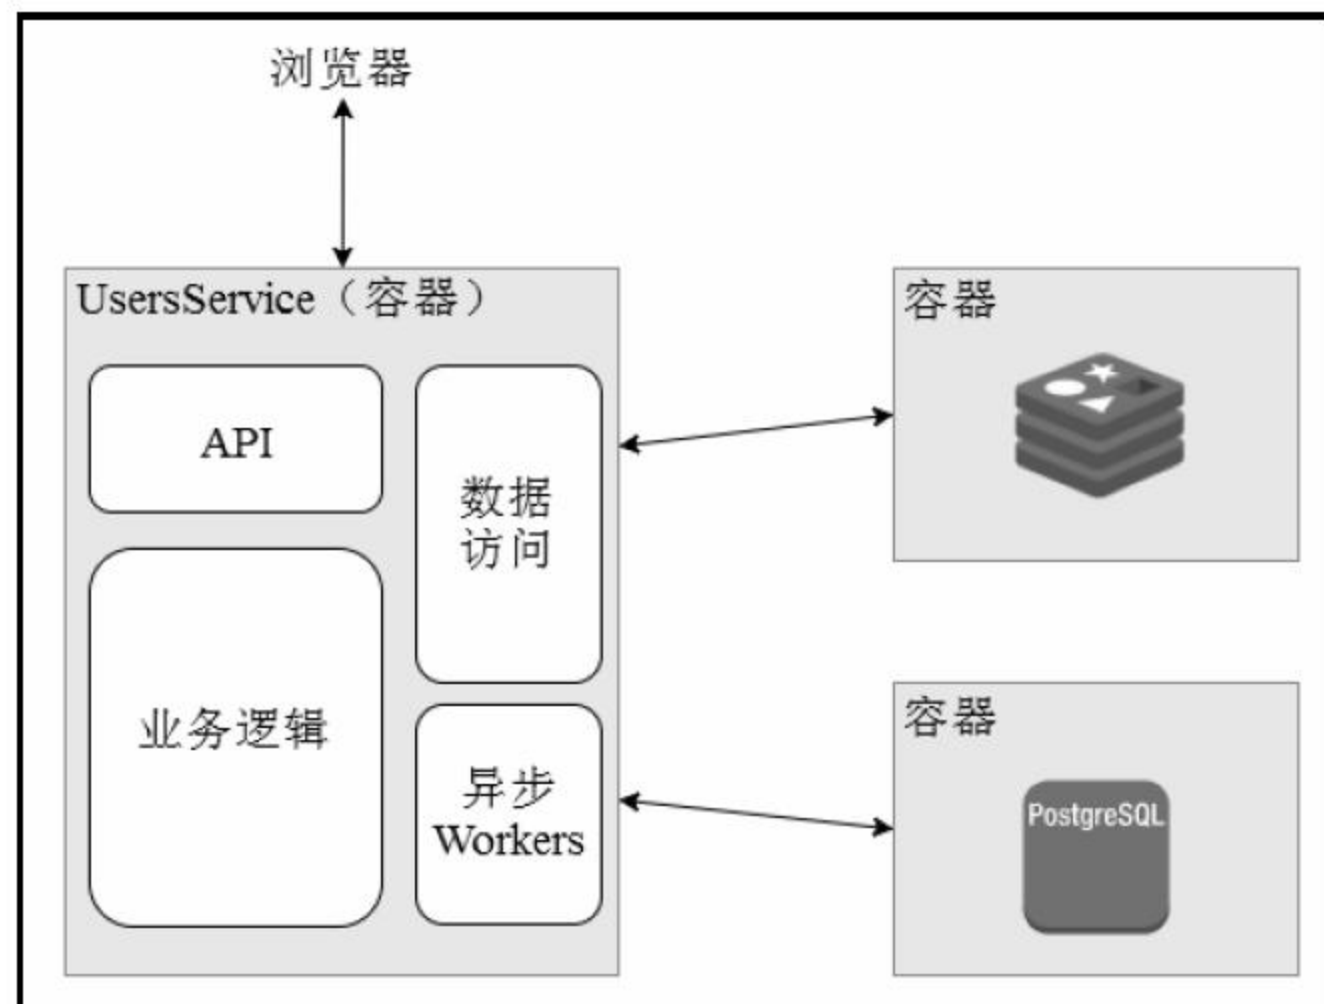 浏览器
UsersService（容器）
API
数据
访问
业务逻辑
异步
Workers
容器
容器
PostgreSQL